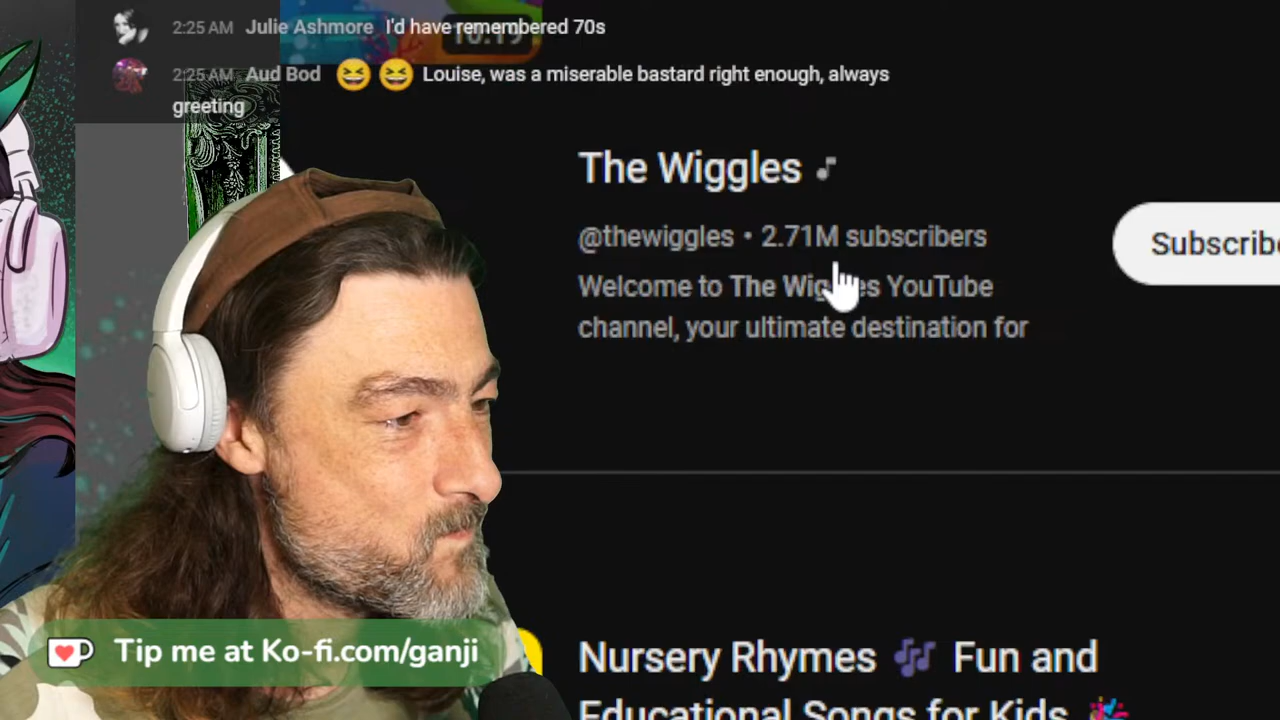 2:25 AM Julie Ashmore I'd have remembered 70s
10:19
2:25 AM Aud Bod 😆 😆 Louise, was a miserable bastard right enough, always
greeting
The Wiggles
@thewiggles • 2.71M subscribers
Subscribe
Welcome to The Wiggles YouTube
channel, your ultimate destination for
Tip me at Ko-fi.com/ganji
Nursery Rhymes 🎶 Fun and
Educational Songs for Kids 🎉